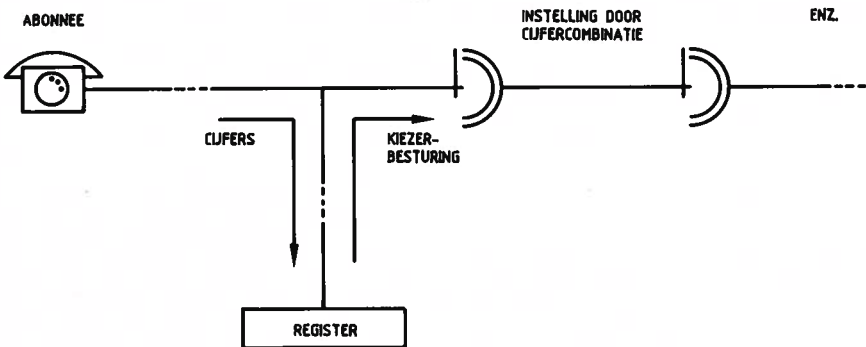 ABONNEE
INSTELLING DOOR
CIJFERCOMBINATIE
ENZ.
CIJFERS
KIEZER-
BESTURING
REGISTER